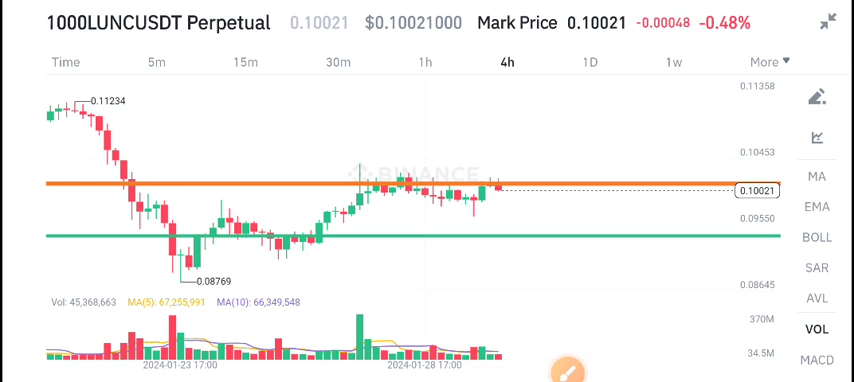 1000LUNCUSDT Perpetual 0.10021 $0.10021000 Mark Price 0.10021 -0.00048 -0.48%
Time 5m 15m 30m 1h 4h 1D 1w More
0.11358
0.11234
0.10453
BINANCE
MA
0.10021
EMA
0.09550
BOLL
SAR
0.08769
0.08645
AVL
Vol: 45,368,663 MA(5): 67,255,991 MA(10): 66,349,548
370M
VOL
34.5M
MACD
2024-01-23 17:00 2024-01-28 17:00